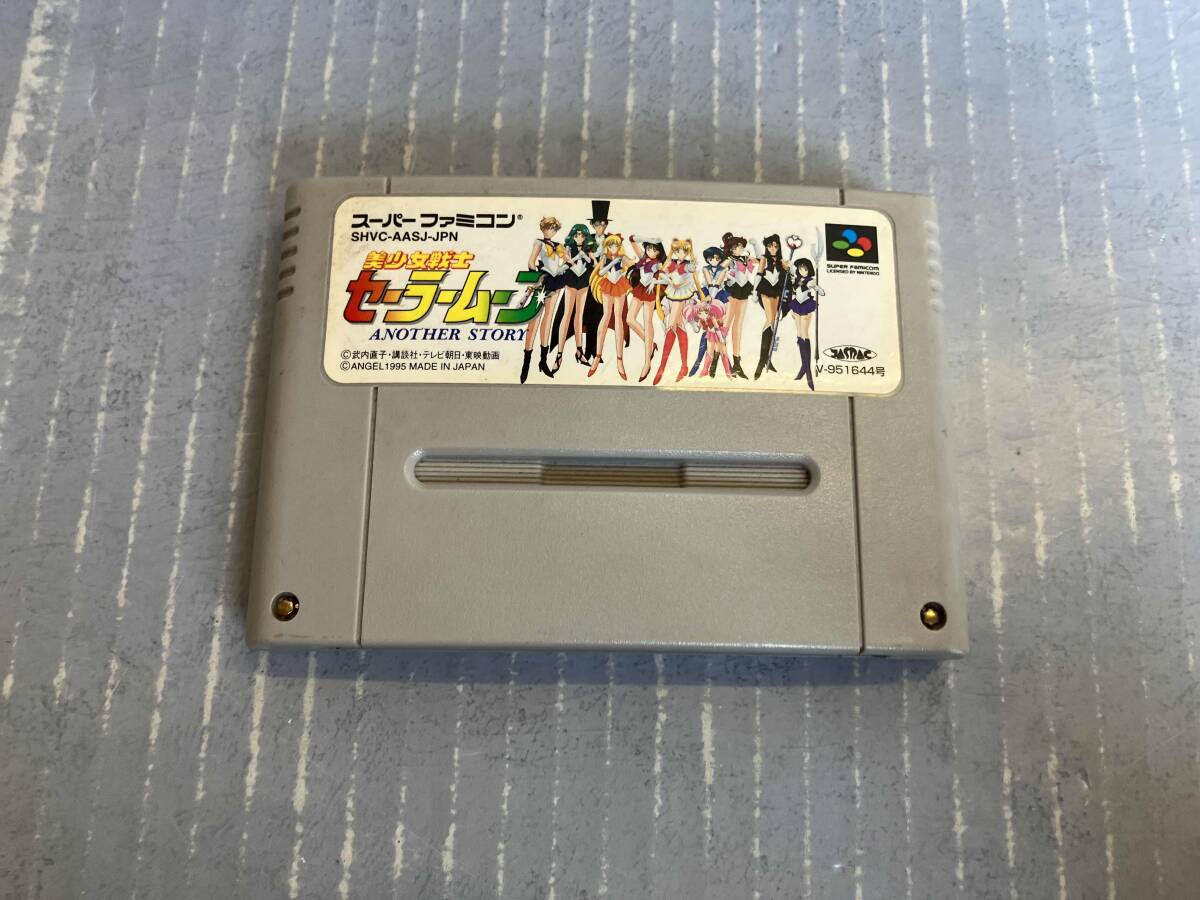 スーパーファミコン®
SHVC-AASJ-JPN
美少女戦士
セーラームーン
ANOTHER STORY
©武内直子・講談社・テレビ朝日・東映動画
©ANGEL1995 MADE IN JAPAN
SUPER FAMICOM
LICENSED BY NINTENDO
JASRAC
V-951644号